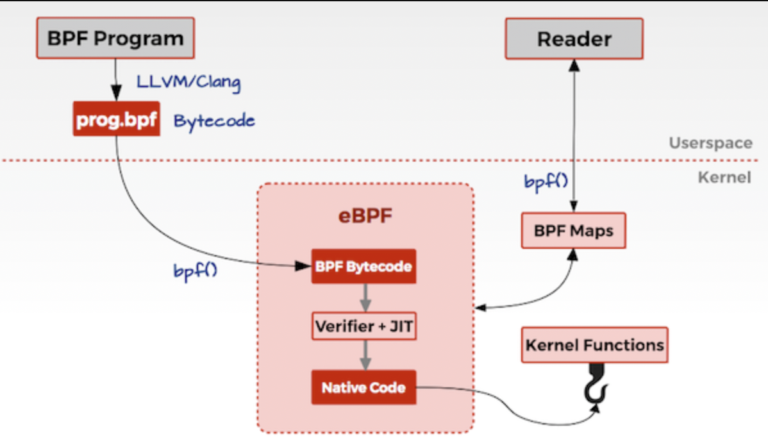 BPF Program
Reader
LLVM/Clang
prog.bpf
Bytecode
Userspace
Kernel
bpf()
eBPF
BPF Maps
BPF Bytecode
bpf()
Verifier + JIT
Kernel Functions
Native Code